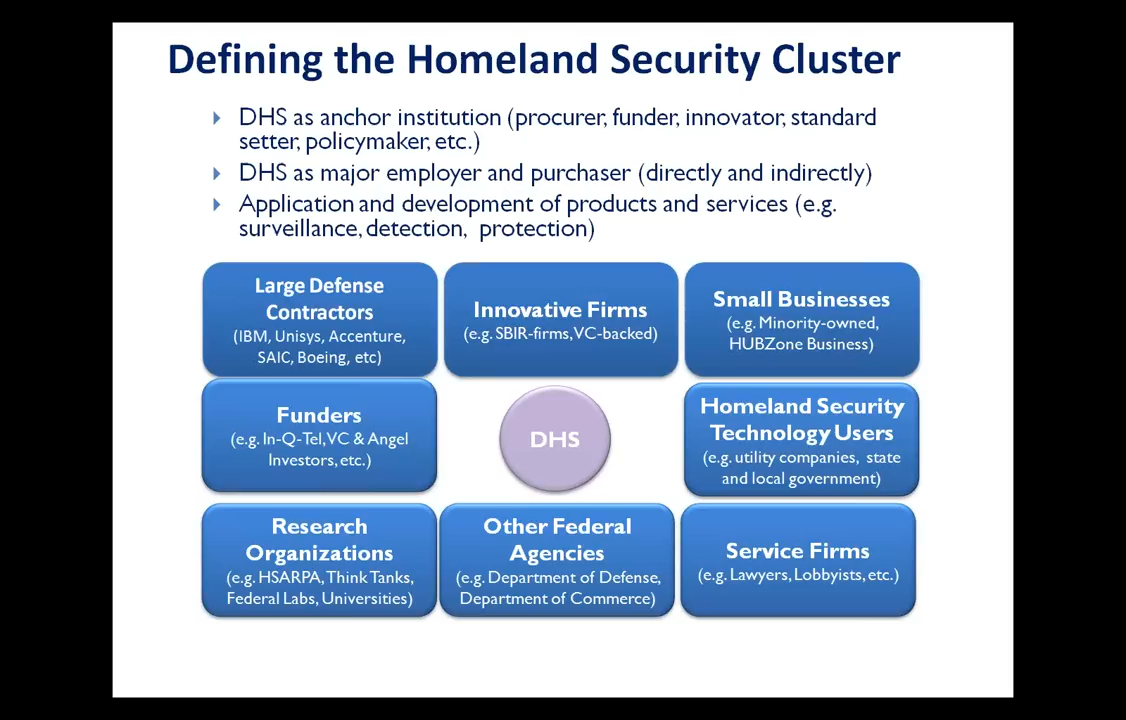 Defining the Homeland Security Cluster
DHS as anchor institution (procurer, funder, innovator, standard
setter, policymaker, etc.)
DHS as major employer and purchaser (directly and indirectly)
Application and development of products and services (e.g.
surveillance, detection, protection)
Large Defense
Contractors
(IBM, Unisys, Accenture,
SAIC, Boeing, etc)
Innovative Firms
(e.g. SBIR-firms, VC-backed)
Small Businesses
(e.g. Minority-owned,
HUBZone Business)
Funders
(e.g. In-Q-Tel, VC & Angel
Investors, etc.)
DHS
Homeland Security
Technology Users
(e.g. utility companies, state
and local government)
Research
Organizations
(e.g. HSARPA, Think Tanks,
Federal Labs, Universities)
Other Federal
Agencies
(e.g. Department of Defense,
Department of Commerce)
Service Firms
(e.g. Lawyers, Lobbyists, etc.)